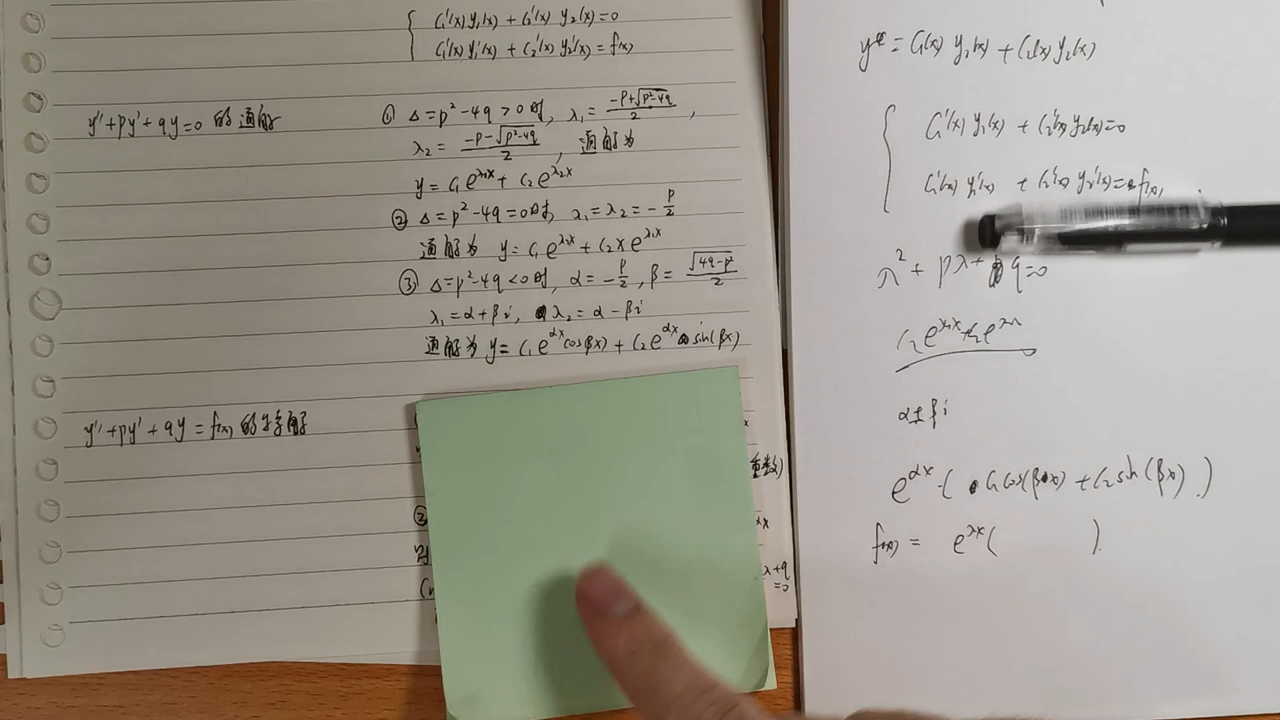 C₁'(x) y₁(x) + C₂'(x) y₂(x) = 0
C₁'(x) y₁'(x) + C₂'(x) y₂'(x) = f(x)
y'' + py' + qy = 0 的通解
① Δ = p² - 4q > 0 时, λ₁ = (-p+√(p²-4q))/2 ,
λ₂ = (-p-√(p²-4q))/2 , 通解为
y = C₁e^(λ₁x) + C₂e^(λ₂x)
② Δ = p² - 4q = 0时, λ₁ = λ₂ = -p/2
通解为 y = C₁e^(λ₁x) + C₂xe^(λ₁x)
③ Δ = p² - 4q < 0 时, α = -p/2 , β = √(4q-p²)/2
λ₁ = α + βi, λ₂ = α - βi
通解为 y = C₁e^(αx)cos(βx) + C₂e^(αx)sin(βx)
y'' + py' + qy = f(x) 的特解
重数)
②
λ+q
=0
y* = C₁(x) y₁(x) + C₂(x) y₂(x)
C₁'(x) y₁(x) + C₂'(x) y₂(x) = 0
C₁'(x) y₁'(x) + C₂'(x) y₂'(x) = f(x)
λ² + pλ + q = 0
α±βi
e^(αx) ( C₁cos(βx) + C₂sin(βx) )
f(x) = e^(λx) ( )